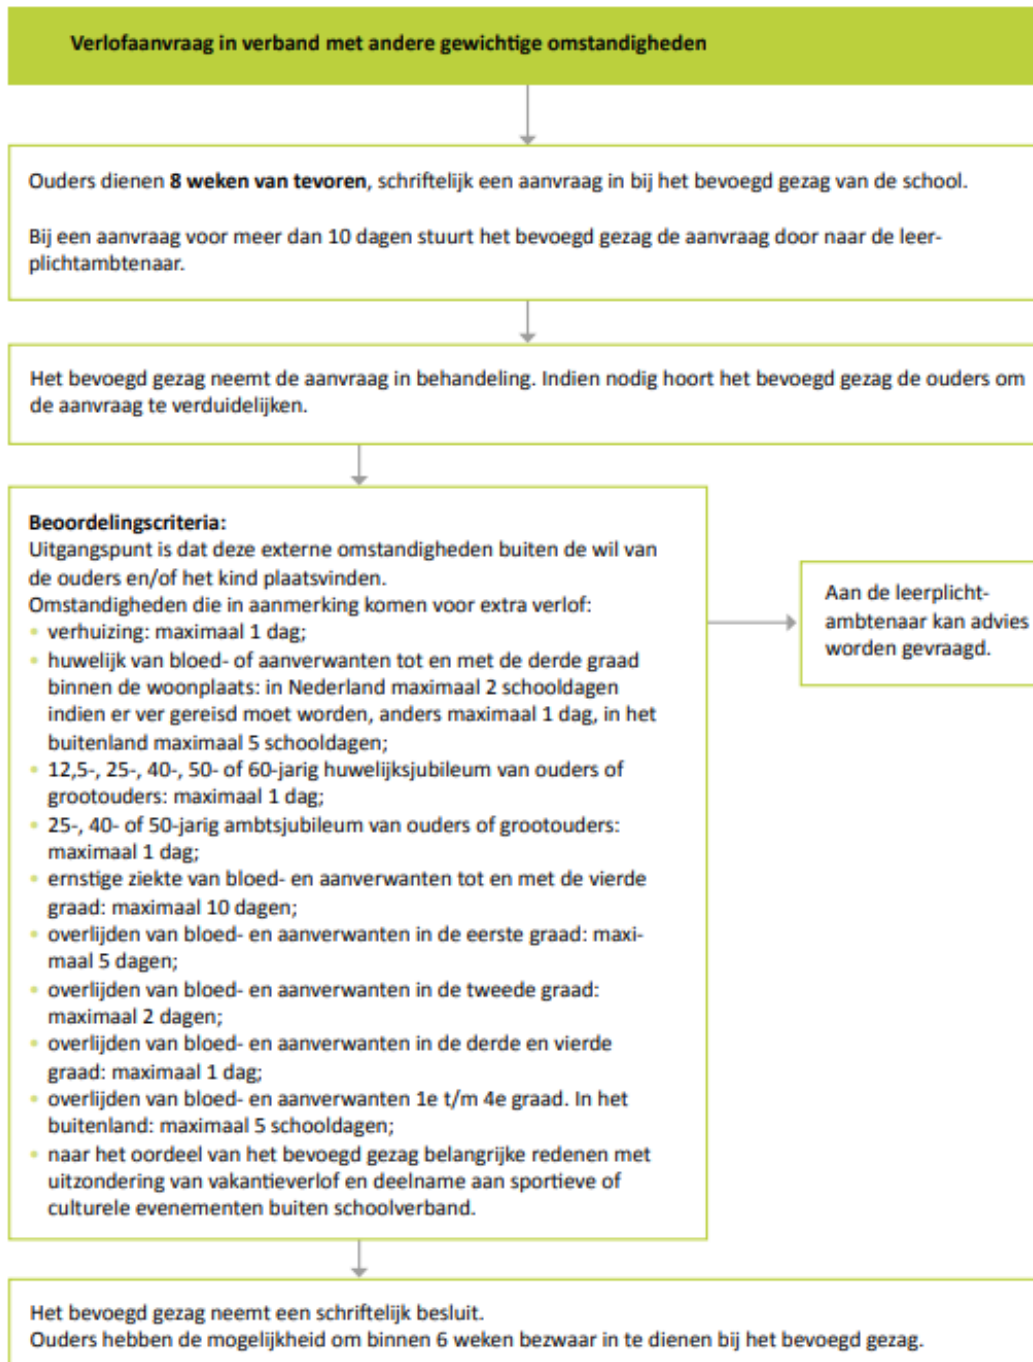 Verlofaanvraag in verband met andere gewichtige omstandigheden
Ouders dienen 8 weken van tevoren, schriftelijk een aanvraag in bij het bevoegd gezag van de school.
Bij een aanvraag voor meer dan 10 dagen stuurt het bevoegd gezag de aanvraag door naar de leer-
plichtambtenaar.
Het bevoegd gezag neemt de aanvraag in behandeling. Indien nodig hoort het bevoegd gezag de ouders om
de aanvraag te verduidelijken.
Beoordelingscriteria:
Uitgangspunt is dat deze externe omstandigheden buiten de wil van
de ouders en/of het kind plaatsvinden.
Omstandigheden die in aanmerking komen voor extra verlof:
• verhuizing: maximaal 1 dag;
• huwelijk van bloed- of aanverwanten tot en met de derde graad
binnen de woonplaats: in Nederland maximaal 2 schooldagen
indien er ver gereisd moet worden, anders maximaal 1 dag, in het
buitenland maximaal 5 schooldagen;
• 12,5-, 25-, 40-, 50- of 60-jarig huwelijksjubileum van ouders of
grootouders: maximaal 1 dag;
• 25-, 40- of 50-jarig ambtsjubileum van ouders of grootouders:
maximaal 1 dag;
• ernstige ziekte van bloed- en aanverwanten tot en met de vierde
graad: maximaal 10 dagen;
• overlijden van bloed- en aanverwanten in de eerste graad: maxi-
maal 5 dagen;
• overlijden van bloed- en aanverwanten in de tweede graad:
maximaal 2 dagen;
• overlijden van bloed- en aanverwanten in de derde en vierde
graad: maximaal 1 dag;
• overlijden van bloed- en aanverwanten 1e t/m 4e graad. In het
buitenland: maximaal 5 schooldagen;
• naar het oordeel van het bevoegd gezag belangrijke redenen met
uitzondering van vakantieverlof en deelname aan sportieve of
culturele evenementen buiten schoolverband.
Aan de leerplicht-
ambtenaar kan advies
worden gevraagd.
Het bevoegd gezag neemt een schriftelijk besluit.
Ouders hebben de mogelijkheid om binnen 6 weken bezwaar in te dienen bij het bevoegd gezag.